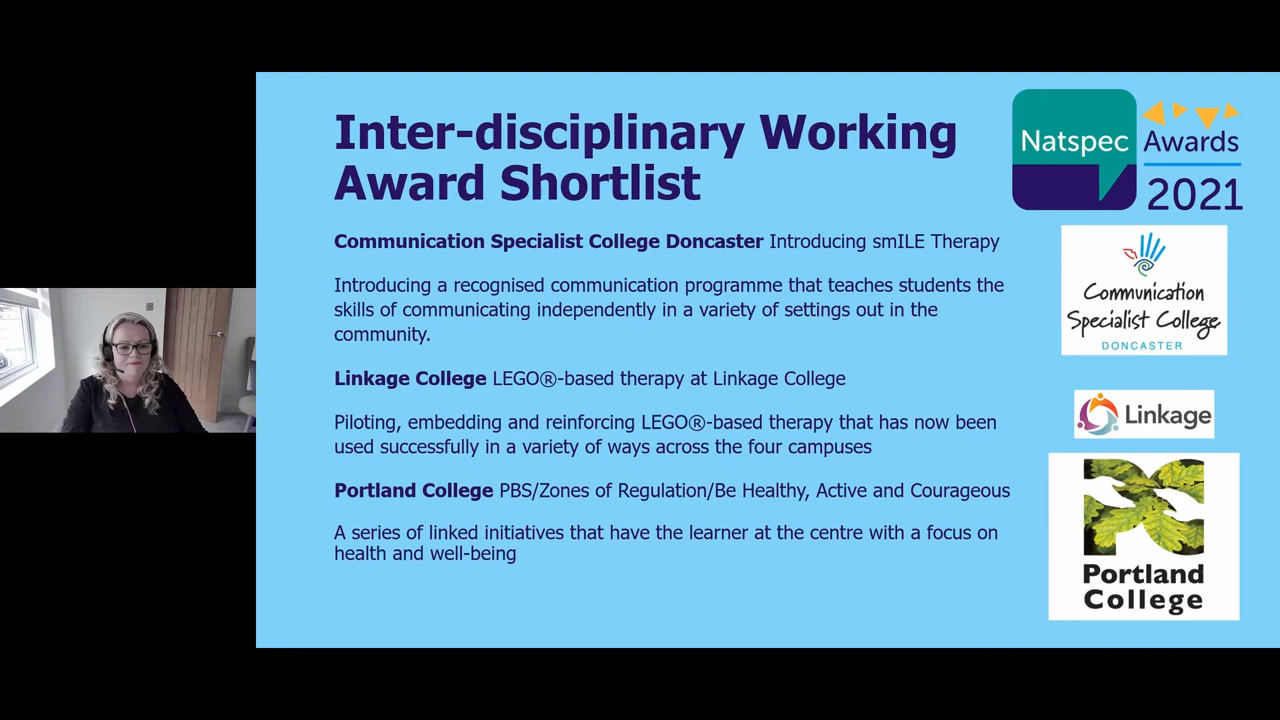 Inter-disciplinary Working
Award Shortlist
Natspec
Awards
2021
Communication Specialist College Doncaster Introducing smILE Therapy
Introducing a recognised communication programme that teaches students the
skills of communicating independently in a variety of settings out in the
community.
Linkage College LEGO®-based therapy at Linkage College
Piloting, embedding and reinforcing LEGO®-based therapy that has now been
used successfully in a variety of ways across the four campuses
Portland College PBS/Zones of Regulation/Be Healthy, Active and Courageous
A series of linked initiatives that have the learner at the centre with a focus on
health and well-being
Communication
Specialist College
DONCASTER
Linkage
PC
Portland
College